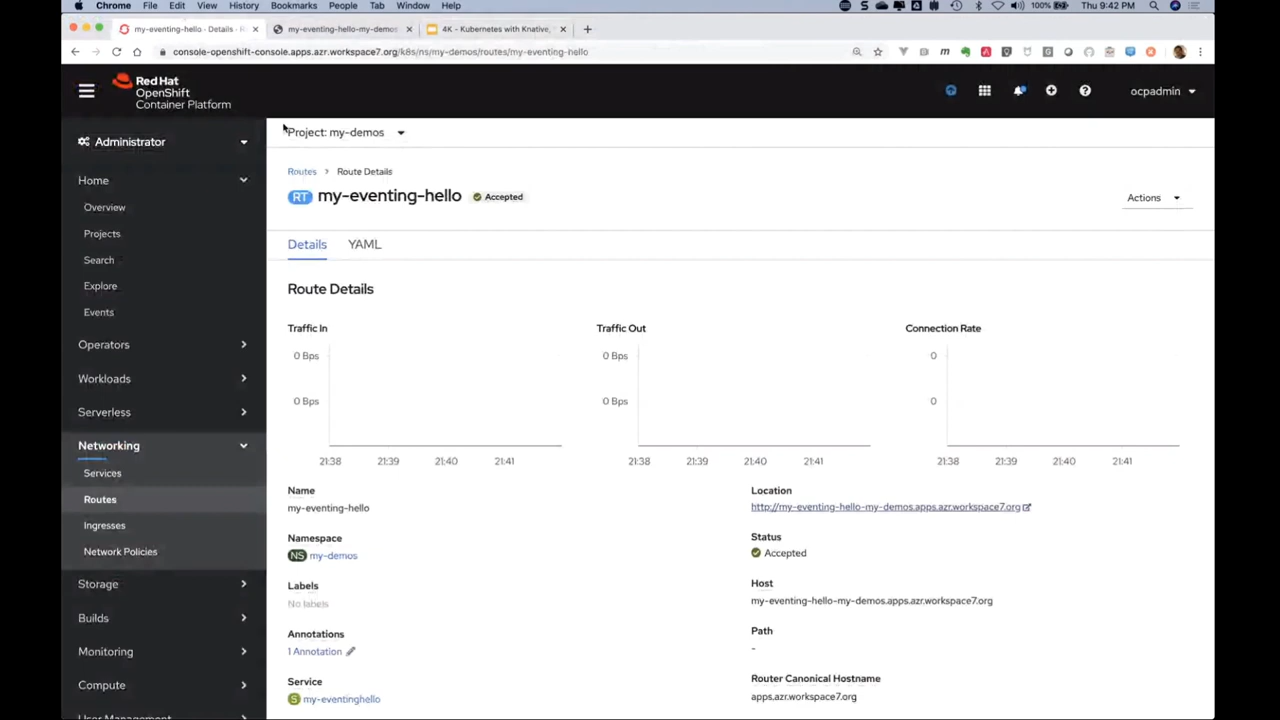 Chrome File Edit View History Bookmarks People Tab Window Help 100% Thu 9:42 PM
my-eventing-hello · Details · R
my-eventing-hello-my-demos
4K - Kubernetes with Knative,
console-openshift-console.apps.azr.workspace7.org/k8s/ns/my-demos/routes/my-eventing-hello
Red Hat
OpenShift
Container Platform
ocpadmin
Administrator
Home
Overview
Projects
Search
Explore
Events
Operators
Workloads
Serverless
Networking
Services
Routes
Ingresses
Network Policies
Storage
Builds
Monitoring
Compute
User Management
Project: my-demos
Routes > Route Details
RT my-eventing-hello Accepted
Actions
Details YAML
Route Details
Traffic In
0 Bps
0 Bps
21:38 21:39 21:40 21:41
Traffic Out
0 Bps
0 Bps
21:38 21:39 21:40 21:41
Connection Rate
0
0
21:38 21:39 21:40 21:41
Name
my-eventing-hello
Namespace
NS my-demos
Labels
No labels
Annotations
1 Annotation
Service
S my-eventinghello
Location
http://my-eventing-hello-my-demos.apps.azr.workspace7.org
Status
Accepted
Host
my-eventing-hello-my-demos.apps.azr.workspace7.org
Path
-
Router Canonical Hostname
apps.azr.workspace7.org